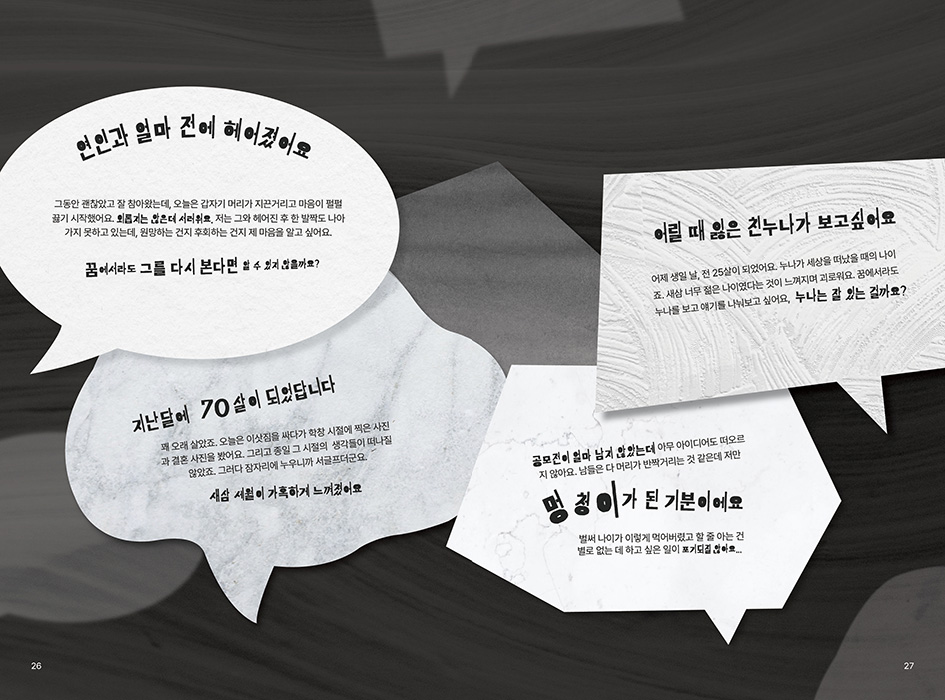 연인과 얼마 전에 헤어졌어요
그동안 괜찮았고 잘 참아왔는데, 오늘은 갑자기 머리가 지끈거리고 마음이 펄펄
끓기 시작했어요. 외롭지는 않은데 서러워요. 저는 그와 헤어진 후 한 발짝도 나아
가지 못하고 있는데, 원망하는 건지 후회하는 건지 제 마음을 알고 싶어요.
꿈에서라도 그를 다시 본다면 알 수 있지 않을까요?
지난달에 70살이 되었답니다
꽤 오래 살았죠. 오늘은 이삿짐을 싸다가 학창 시절에 찍은 사진
과 결혼 사진을 봤어요. 그리고 종일 그 시절의 생각들이 떠나질
않았죠. 그러다 잠자리에 누우니까 서글프더군요.
새삼 세월이 가혹하게 느껴졌어요
어릴 때 잃은 친누나가 보고싶어요
어제 생일 날, 전 25살이 되었어요. 누나가 세상을 떠났을 때의 나이
죠. 새삼 너무 젊은 나이였다는 것이 느껴지며 괴로워요. 꿈에서라도
누나를 보고 얘기를 나눠보고 싶어요, 누나는 잘 있는 걸까요?
공모전이 얼마 남지 않았는데 아무 아이디어도 떠오르
지 않아요. 남들은 다 머리가 반짝거리는 것 같은데 저만
멍청이가 된 기분이에요
벌써 나이가 이렇게 먹어버렸고 할 줄 아는 건
별로 없는 데 하고 싶은 일이 포기되질 않아요...
26
27